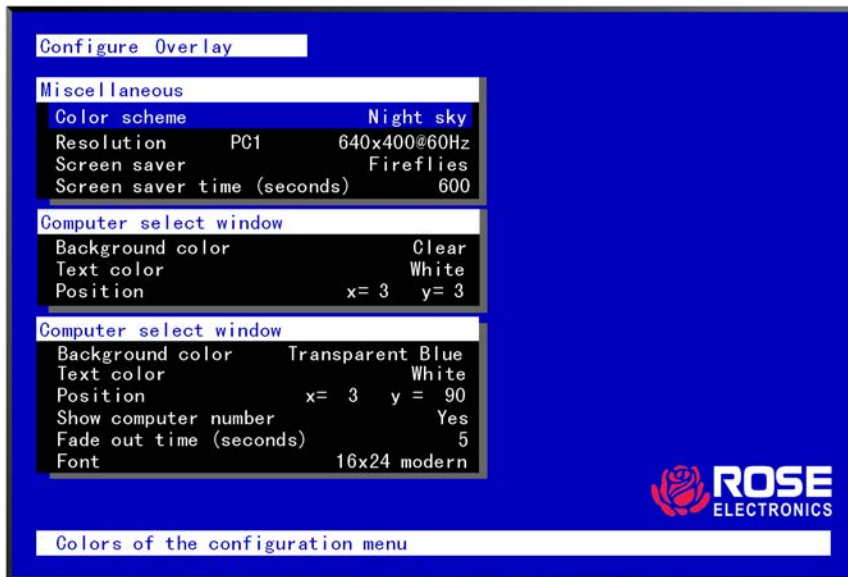 Configure Overlay
Miscellaneous
Color scheme Night sky
Resolution PC1 640x400@60Hz
Screen saver Fireflies
Screen saver time (seconds) 600
Computer select window
Background color Clear
Text color White
Position x= 3 y= 3
Computer select window
Background color Transparent Blue
Text color White
Position x= 3 y = 90
Show computer number Yes
Fade out time (seconds) 5
Font 16x24 modern
ROSE
ELECTRONICS
Colors of the configuration menu